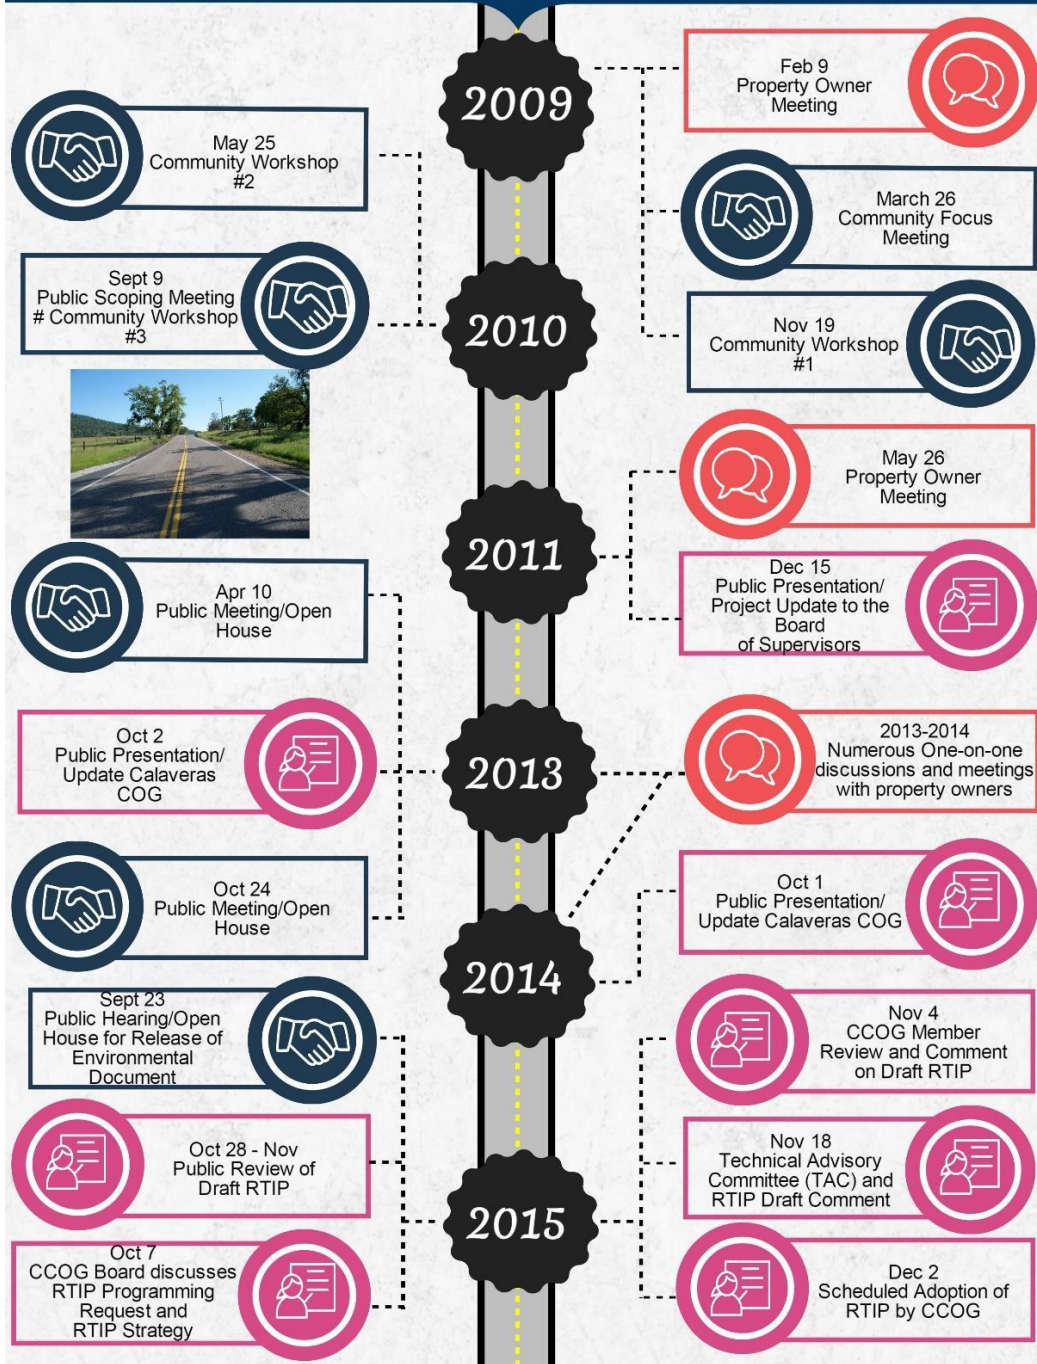 2009
Feb 9
Property Owner
Meeting
March 26
Community Focus
Meeting
Nov 19
Community Workshop
#1
May 25
Community Workshop
#2
Sept 9
Public Scoping Meeting
# Community Workshop
#3
2010
2011
May 26
Property Owner
Meeting
Dec 15
Public Presentation/
Project Update to the
Board
of Supervisors
Apr 10
Public Meeting/Open
House
Oct 2
Public Presentation/
Update Calaveras
COG
Oct 24
Public Meeting/Open
House
2013
2013-2014
Numerous One-on-one
discussions and meetings
with property owners
2014
Oct 1
Public Presentation/
Update Calaveras COG
Sept 23
Public Hearing/Open
House for Release of
Environmental
Document
Oct 28 - Nov
Public Review of
Draft RTIP
Oct 7
CCOG Board discusses
RTIP Programming
Request and
RTIP Strategy
2015
Nov 4
CCOG Member
Review and Comment
on Draft RTIP
Nov 18
Technical Advisory
Committee (TAC) and
RTIP Draft Comment
Dec 2
Scheduled Adoption of
RTIP by CCOG